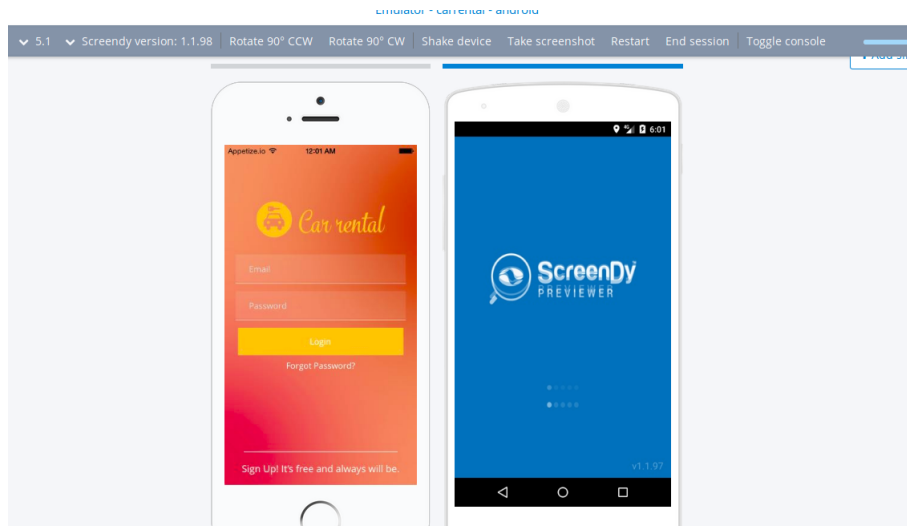 Emulator - carrental - android
5.1 Screendy version: 1.1.98 Rotate 90° CCW Rotate 90° CW Shake device Take screenshot Restart End session Toggle console
Appetize.io 12:01 AM
Car rental
Email
Password
Login
Forgot Password?
Sign Up! It's free and always will be.
6:01
ScreenDy
PREVIEWER
v1.1.97